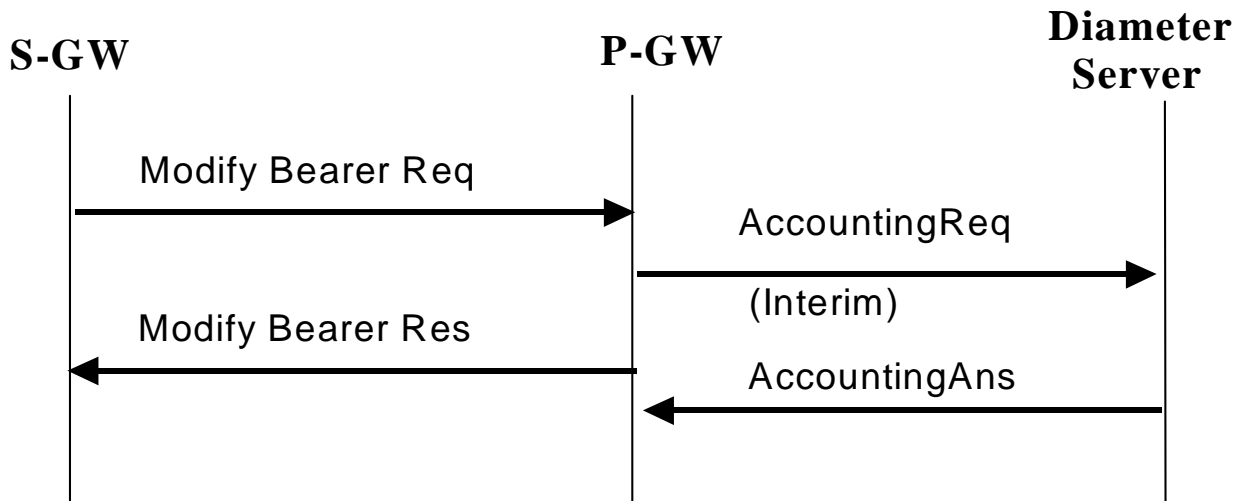 S-GW
P-GW
Diameter
Server
Modify Bearer Req
AccountingReq
(Interim)
Modify Bearer Res
AccountingAns